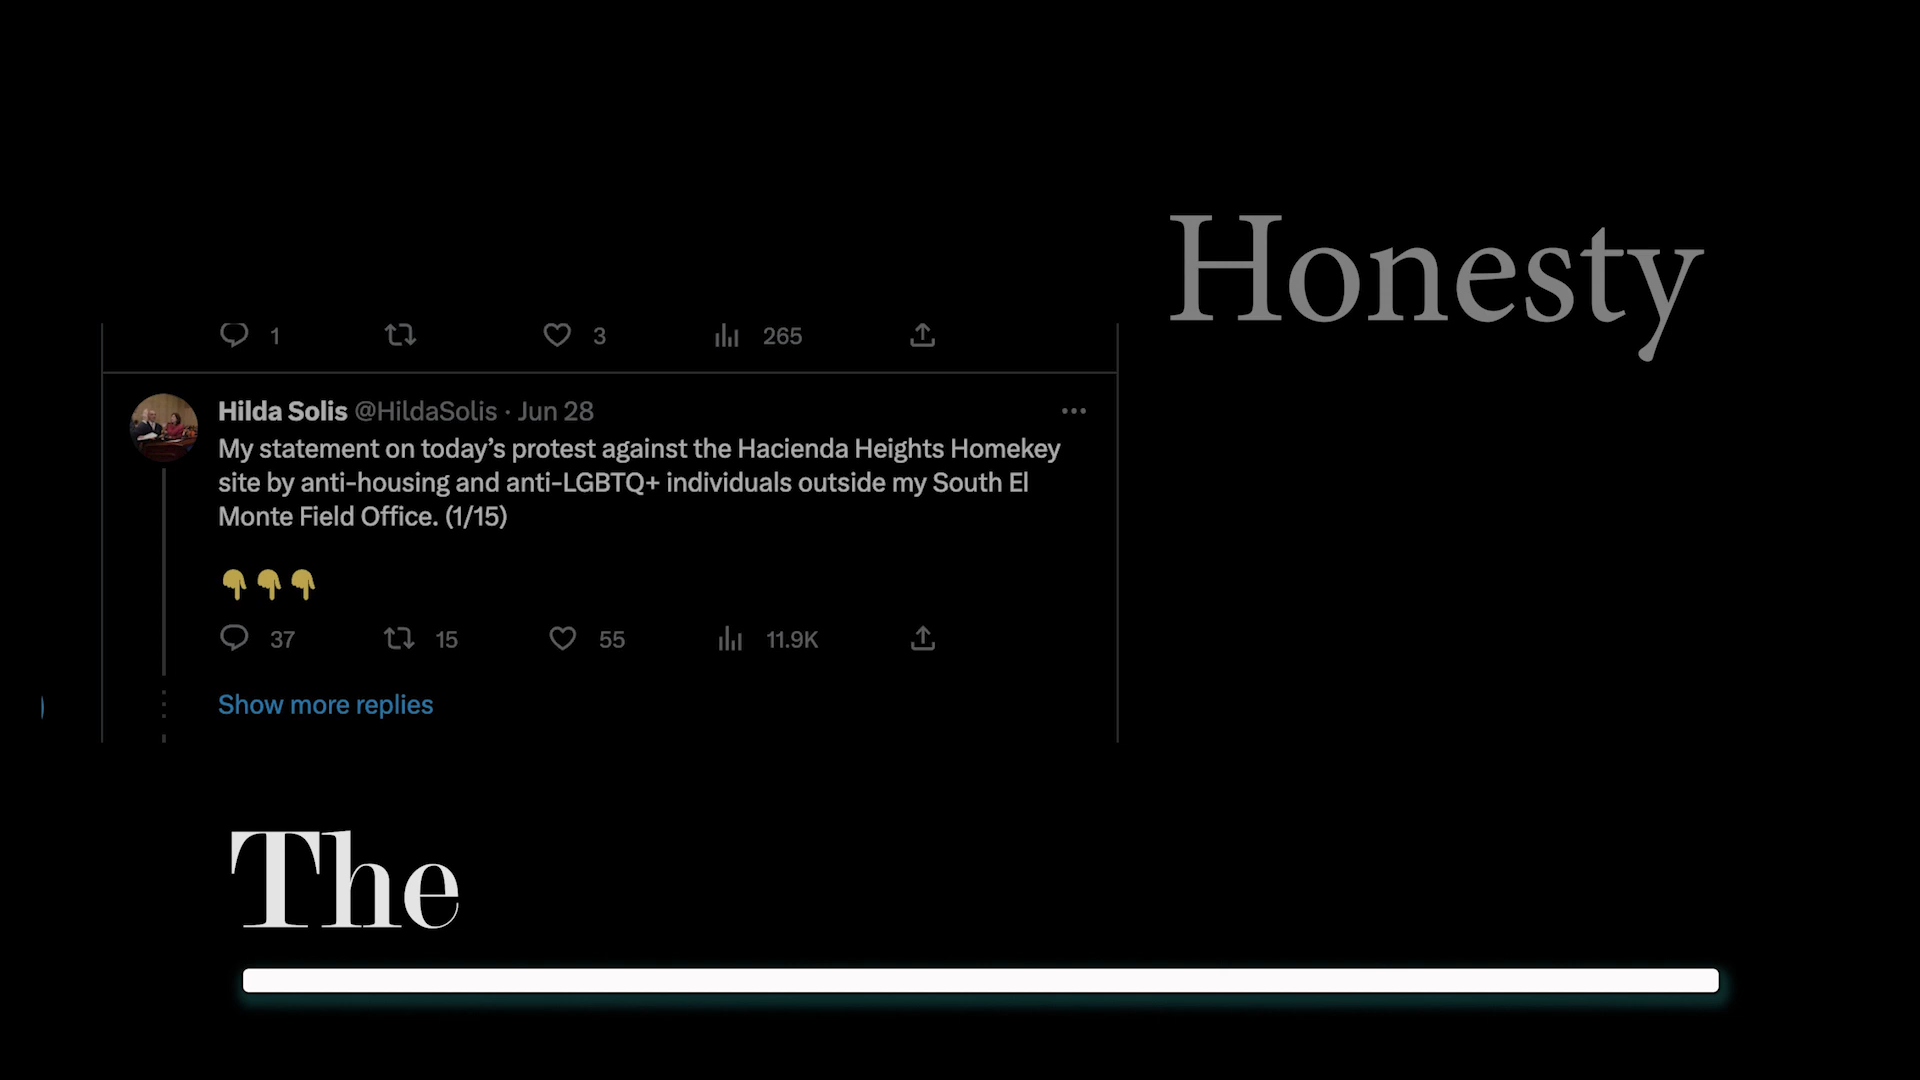 Honesty
1 3 265
Hilda Solis @HildaSolis · Jun 28
My statement on today’s protest against the Hacienda Heights Homekey
site by anti-housing and anti-LGBTQ+ individuals outside my South El
Monte Field Office. (1/15)
👇👇👇
37 15 55 11.9K
Show more replies
The